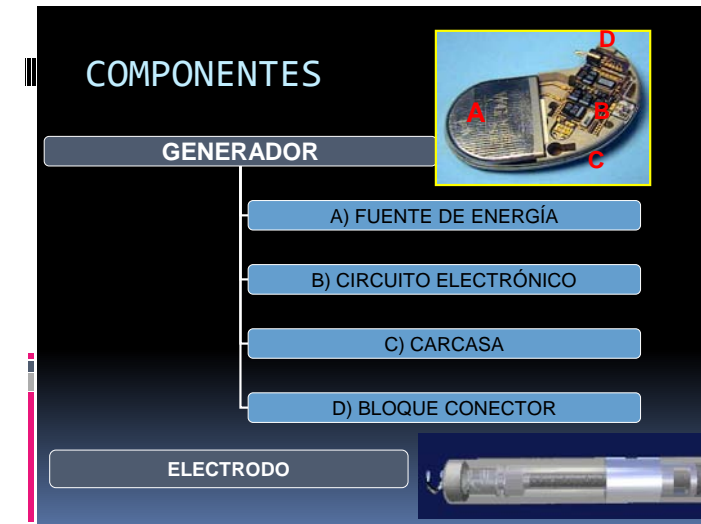 COMPONENTES
D
A
B
C
GENERADOR
A) FUENTE DE ENERGÍA
B) CIRCUITO ELECTRÓNICO
C) CARCASA
D) BLOQUE CONECTOR
ELECTRODO